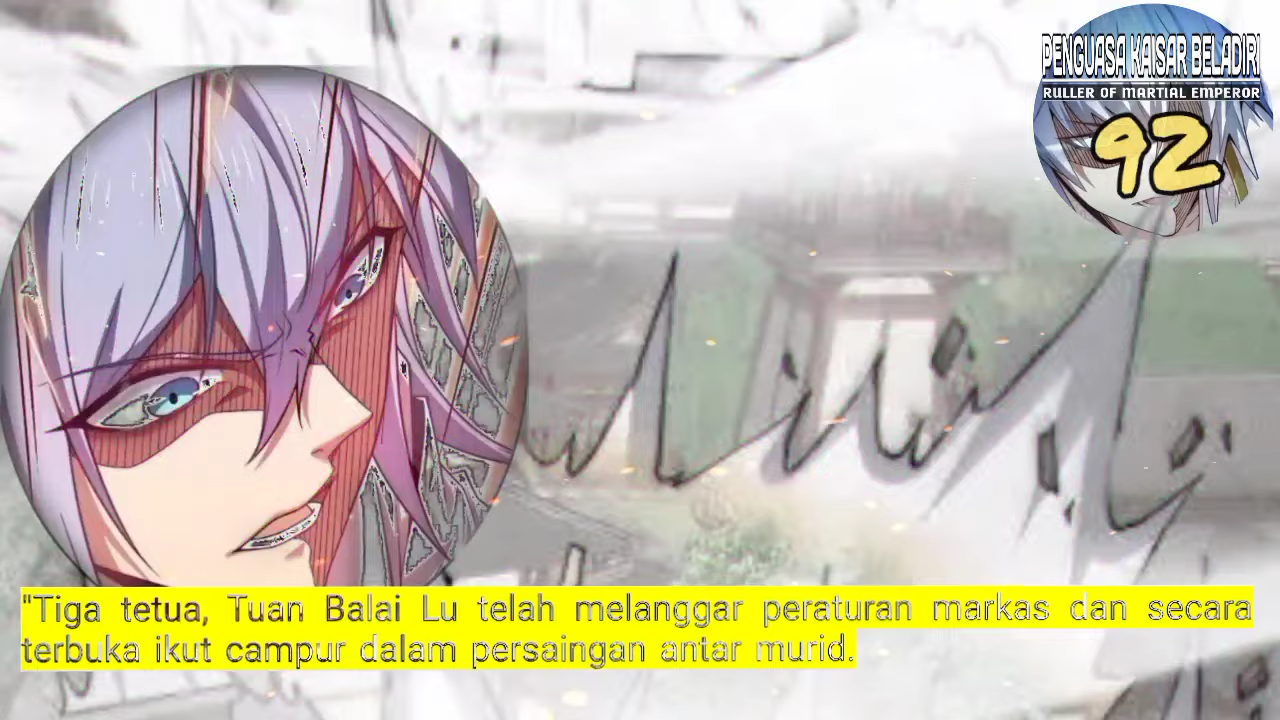 PENGUASA KAISAR BELADIRI
RULLER OF MARTIAL EMPEROR
92
"Tiga tetua, Tuan Balai Lu telah melanggar peraturan markas dan secara
terbuka ikut campur dalam persaingan antar murid.